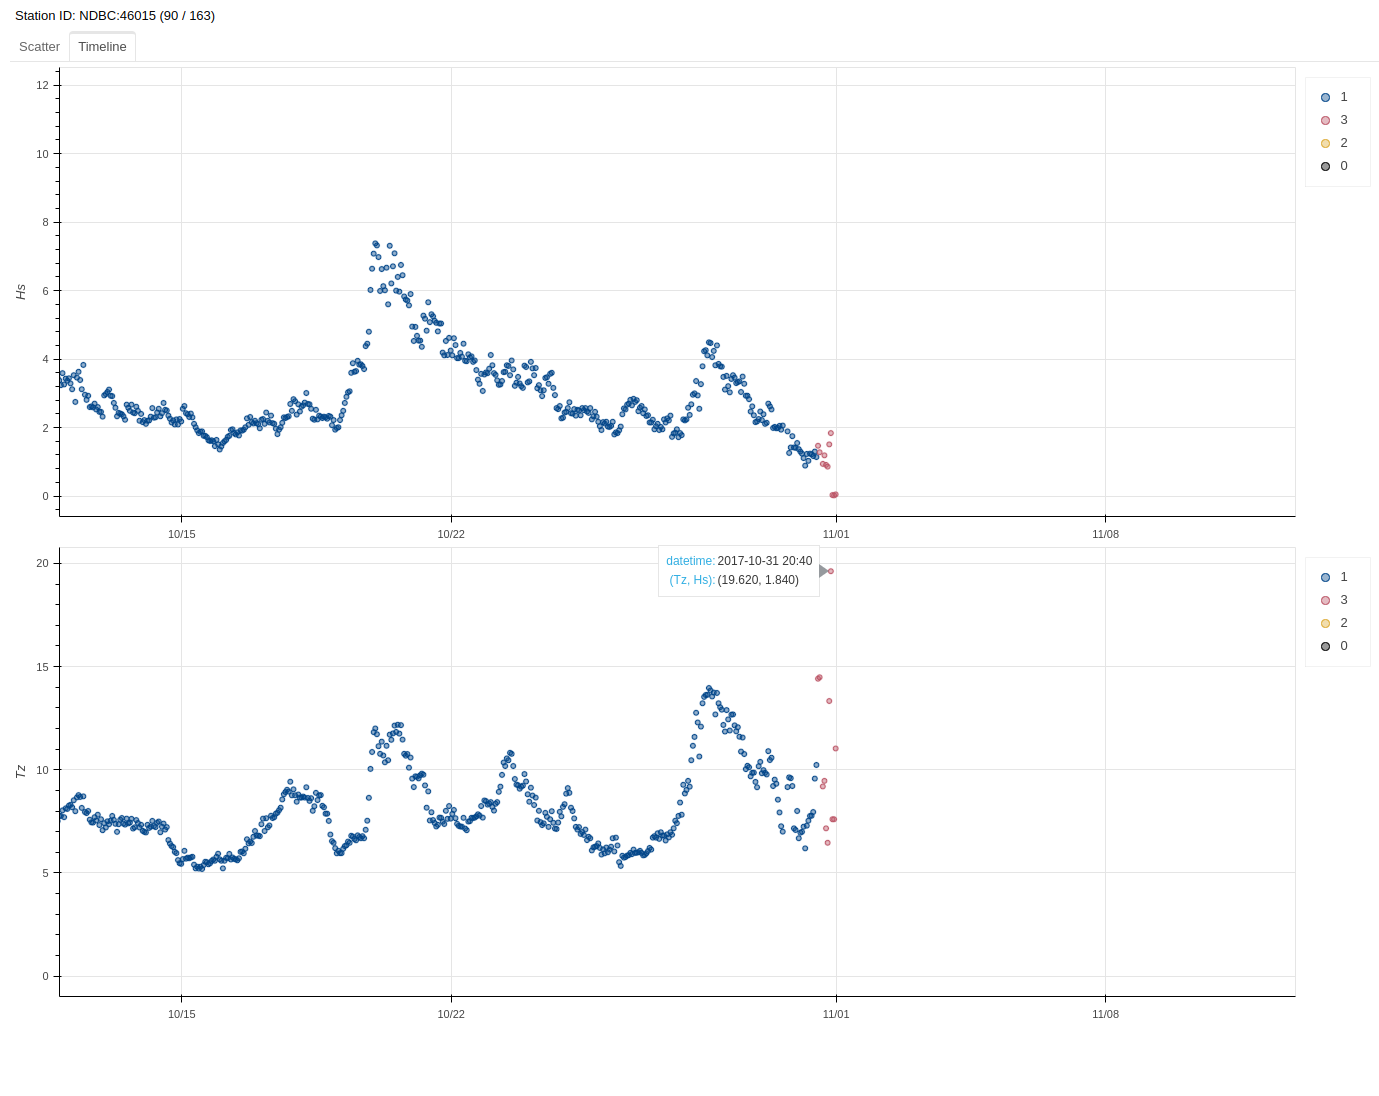 Station ID: NDBC:46015 (90 / 163)
Scatter Timeline
12
10
8
6
4
2
0
Hs
10/15 10/22 11/01 11/08
1
3
2
0
datetime: 2017-10-31 20:40
(Tz, Hs): (19.620, 1.840)
20
15
10
5
0
Tz
10/15 10/22 11/01 11/08
1
3
2
0